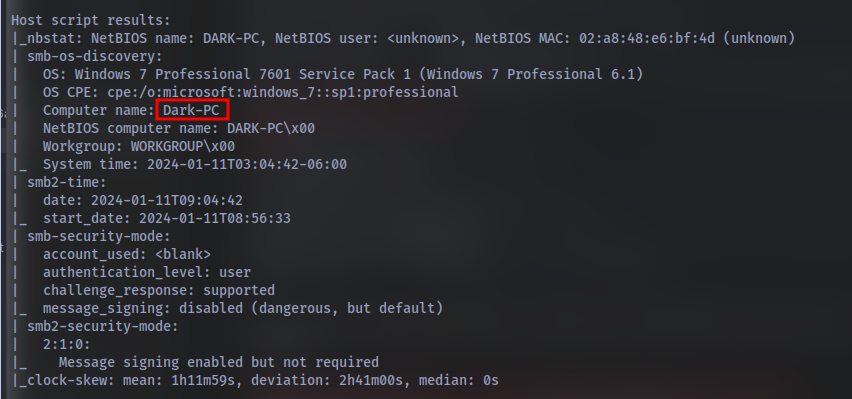 Host script results:
|_nbstat: NetBIOS name: DARK-PC, NetBIOS user: <unknown>, NetBIOS MAC: 02:a8:48:e6:bf:4d (unknown)
| smb-os-discovery:
|   OS: Windows 7 Professional 7601 Service Pack 1 (Windows 7 Professional 6.1)
|   OS CPE: cpe:/o:microsoft:windows_7::sp1:professional
|   Computer name: Dark-PC
|   NetBIOS computer name: DARK-PC\x00
|   Workgroup: WORKGROUP\x00
|_  System time: 2024-01-11T03:04:42-06:00
| smb2-time:
|   date: 2024-01-11T09:04:42
|_  start_date: 2024-01-11T08:56:33
| smb-security-mode:
|   account_used: <blank>
|   authentication_level: user
|   challenge_response: supported
|_  message_signing: disabled (dangerous, but default)
| smb2-security-mode:
|   2:1:0:
|_    Message signing enabled but not required
|_clock-skew: mean: 1h11m59s, deviation: 2h41m00s, median: 0s